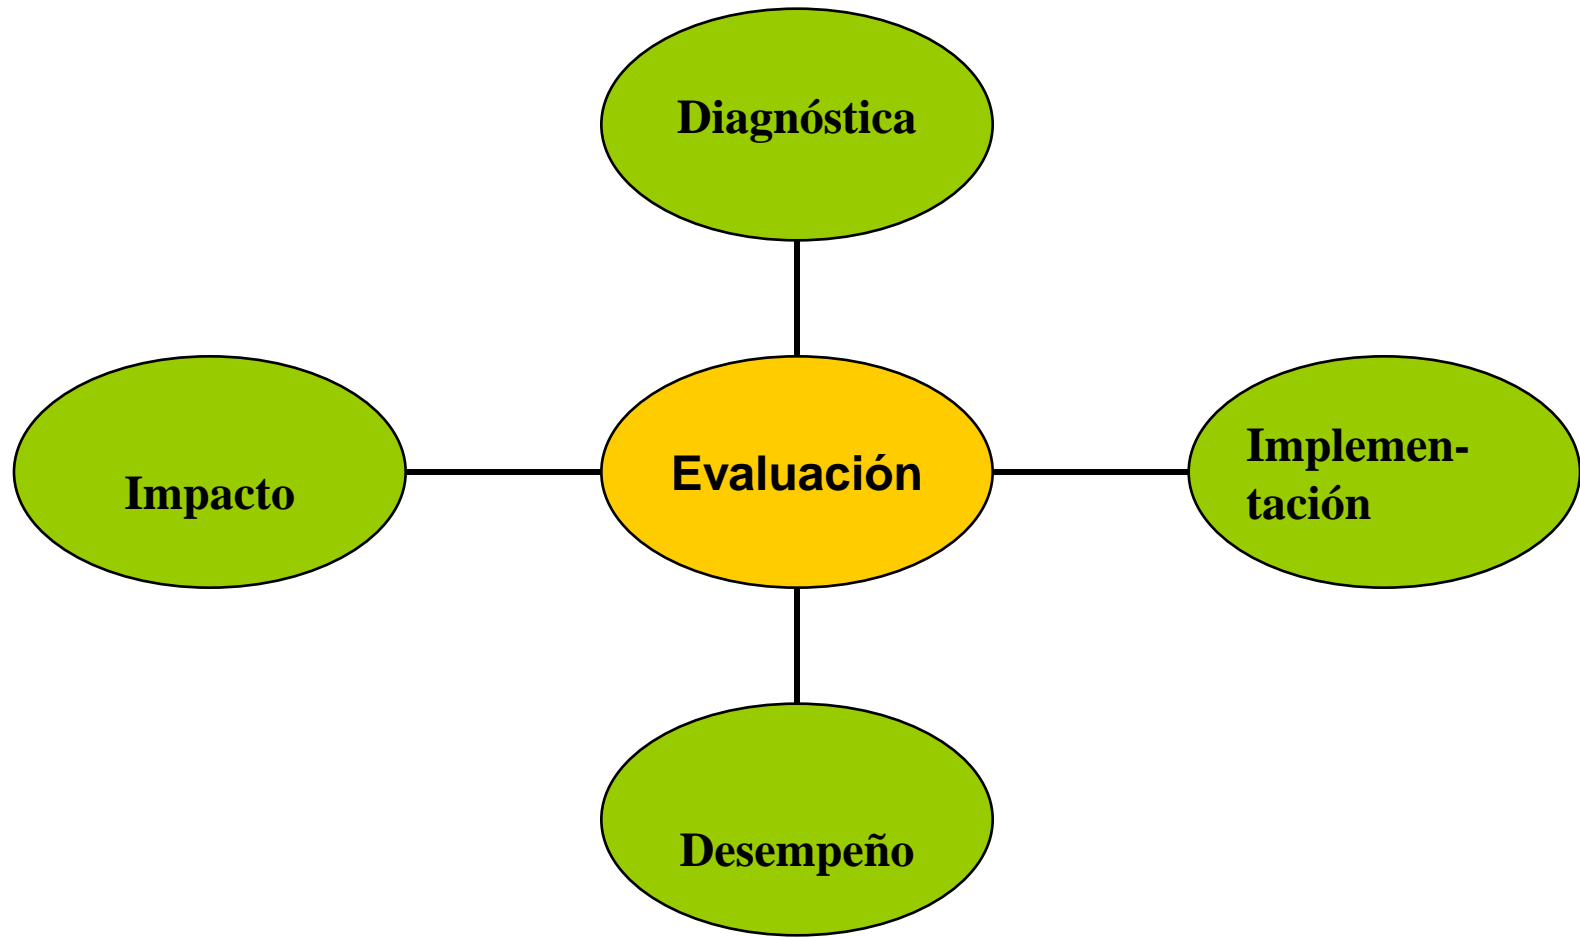 Diagnóstica
Impacto
Evaluación
Implemen-
tación
Desempeño